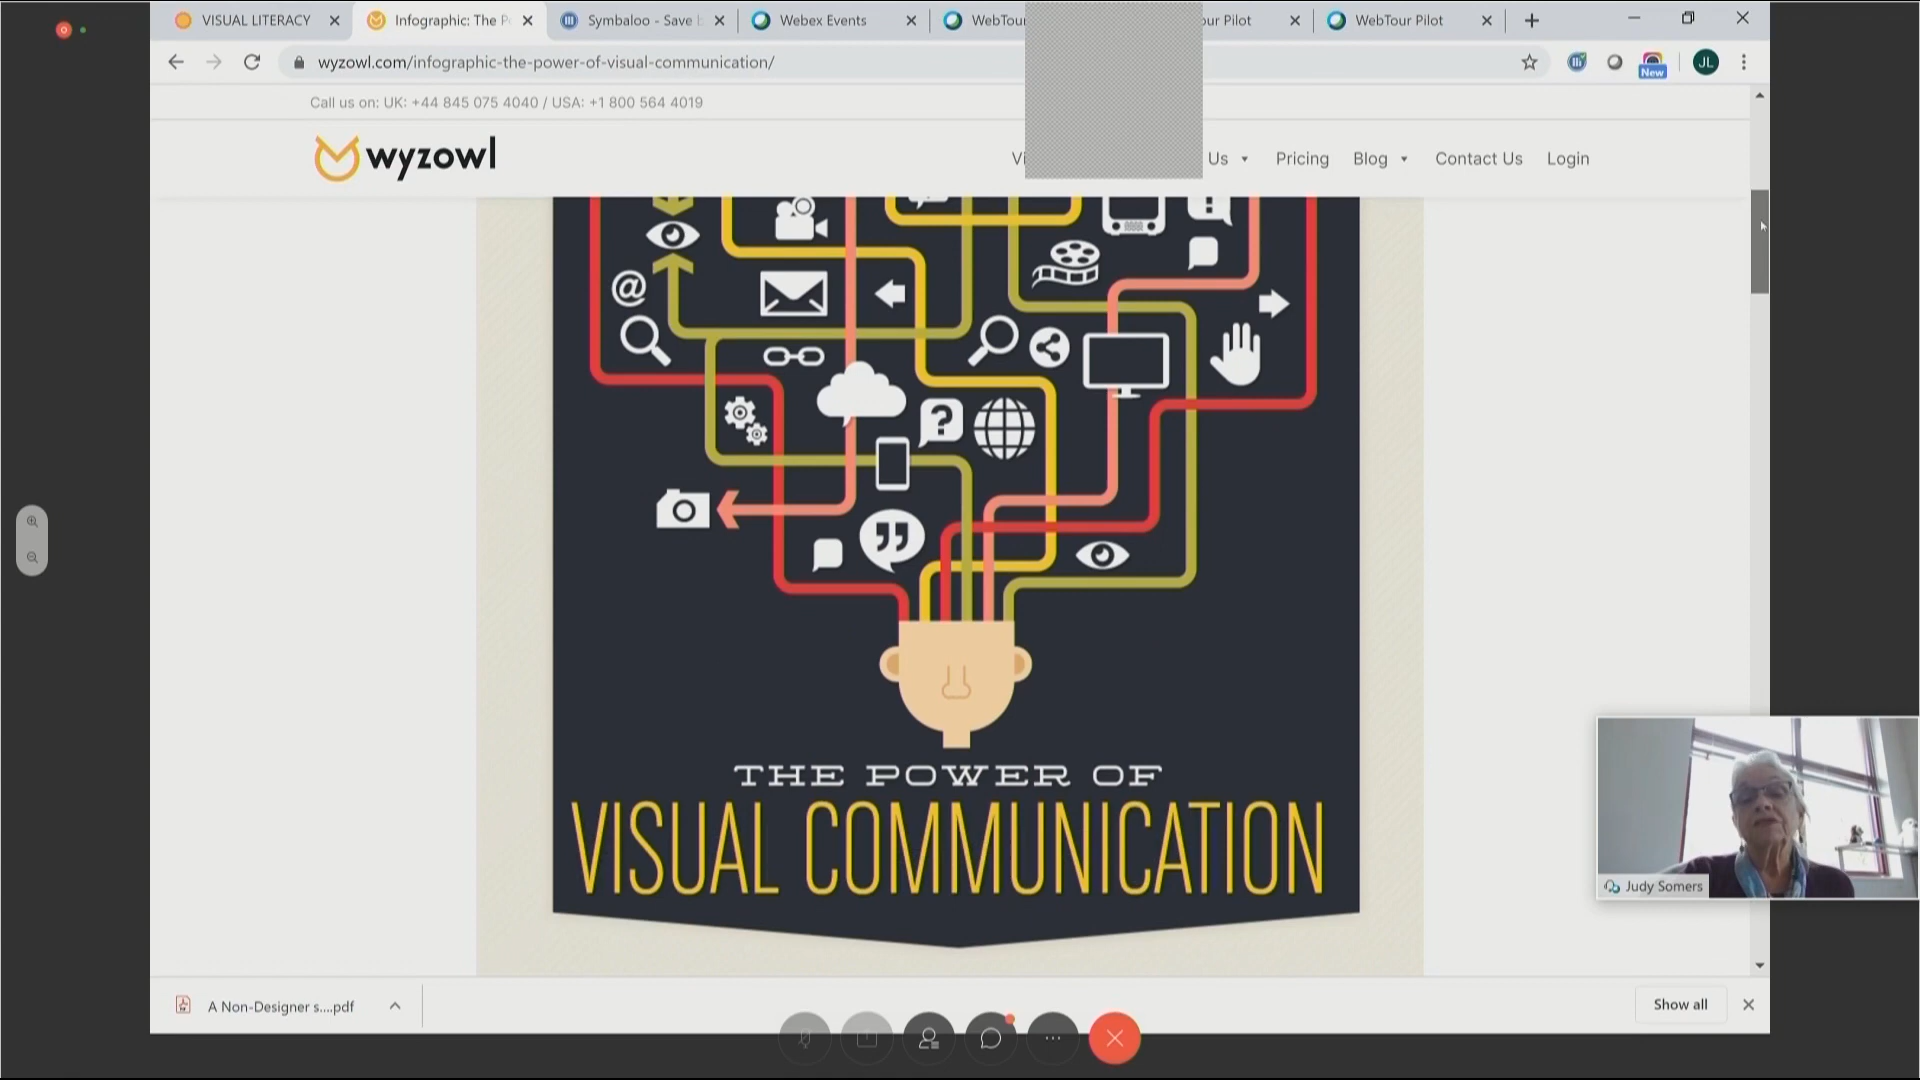 VISUAL LITERACY
Infographic: The P
Symbaloo - Save
Webex Events
WebTour
our Pilot
WebTour Pilot
wyzowl.com/infographic-the-power-of-visual-communication/
New
JL
Call us on: UK: +44 845 075 4040 / USA: +1 800 564 4019
wyzowl
Vi
Us
Pricing
Blog
Contact Us
Login
@
?
THE POWER OF
VISUAL COMMUNICATION
Judy Somers
A Non-Designer s....pdf
Show all